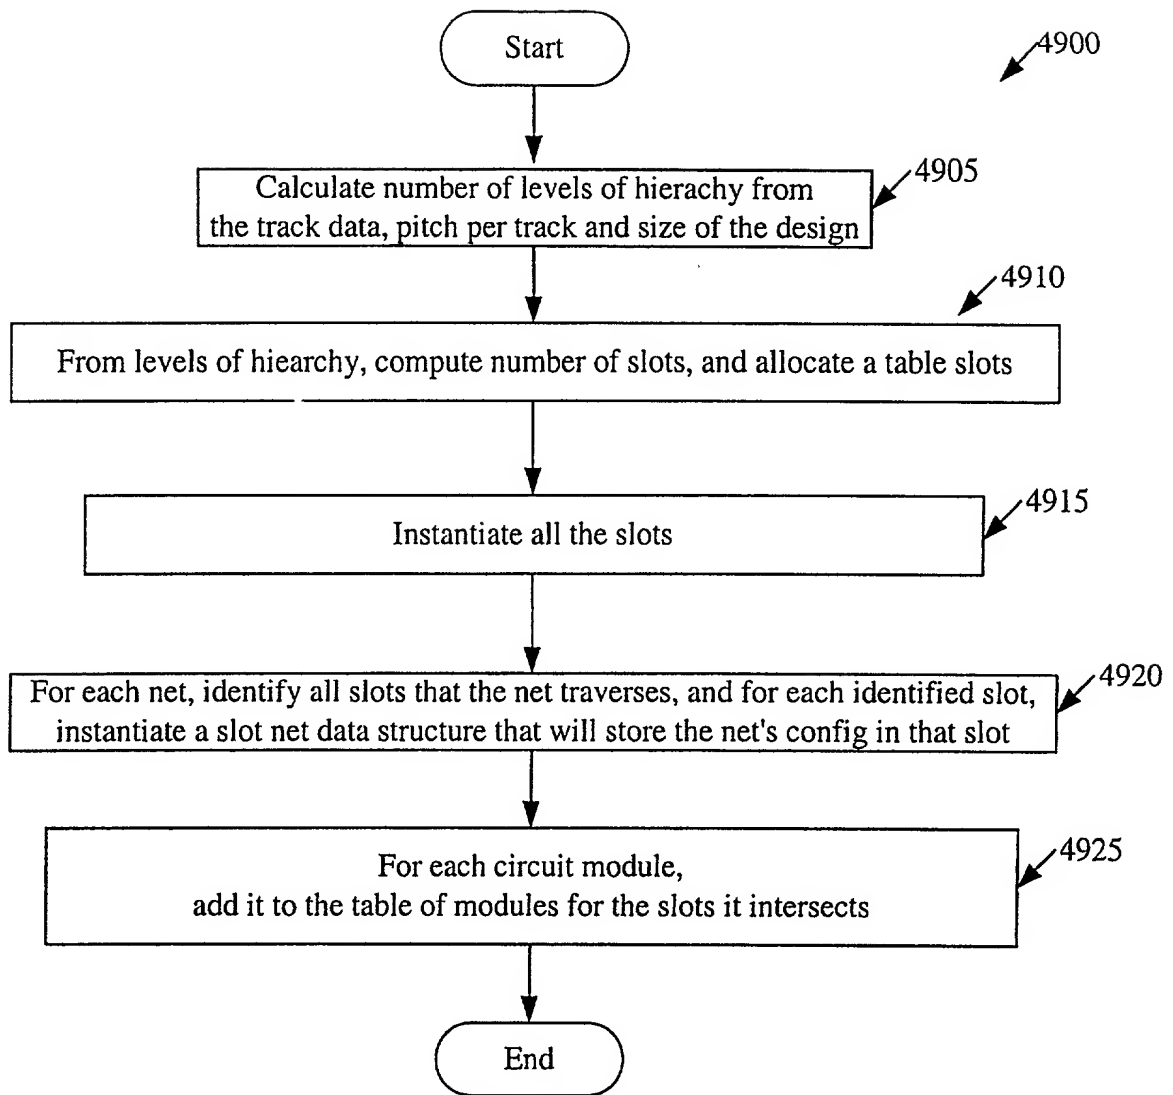 Start
4900
4905
Calculate number of levels of hierachy from
the track data, pitch per track and size of the design
4910
From levels of hiearchy, compute number of slots, and allocate a table slots
4915
Instantiate all the slots
4920
For each net, identify all slots that the net traverses, and for each identified slot,
instantiate a slot net data structure that will store the net's config in that slot
4925
For each circuit module,
add it to the table of modules for the slots it intersects
End